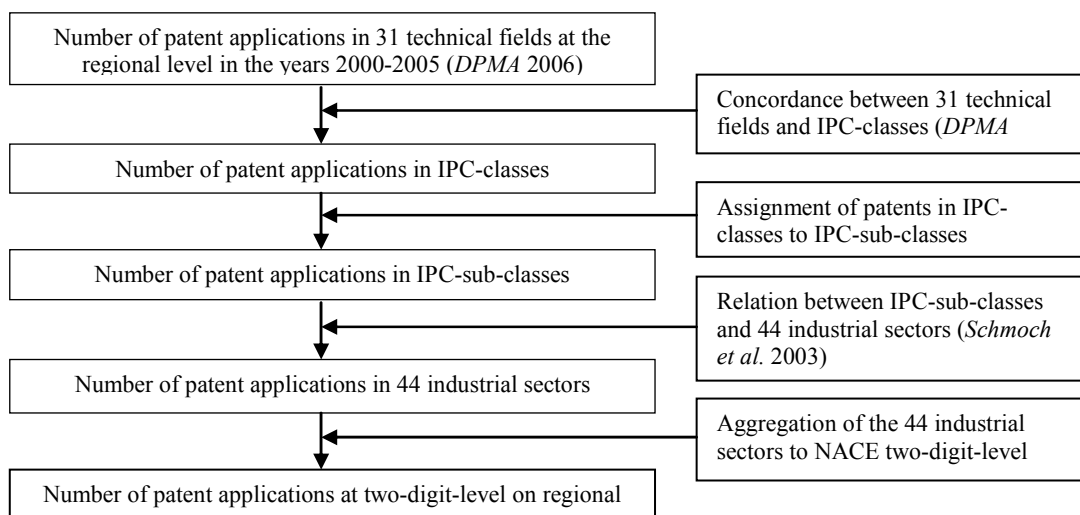 Number of patent applications in 31 technical fields at the
regional level in the years 2000-2005 (DPMA 2006)
Concordance between 31 technical
fields and IPC-classes (DPMA
Number of patent applications in IPC-classes
Assignment of patents in IPC-
classes to IPC-sub-classes
Number of patent applications in IPC-sub-classes
Relation between IPC-sub-classes
and 44 industrial sectors (Schmoch
et al. 2003)
Number of patent applications in 44 industrial sectors
Aggregation of the 44 industrial
sectors to NACE two-digit-level
Number of patent applications at two-digit-level on regional